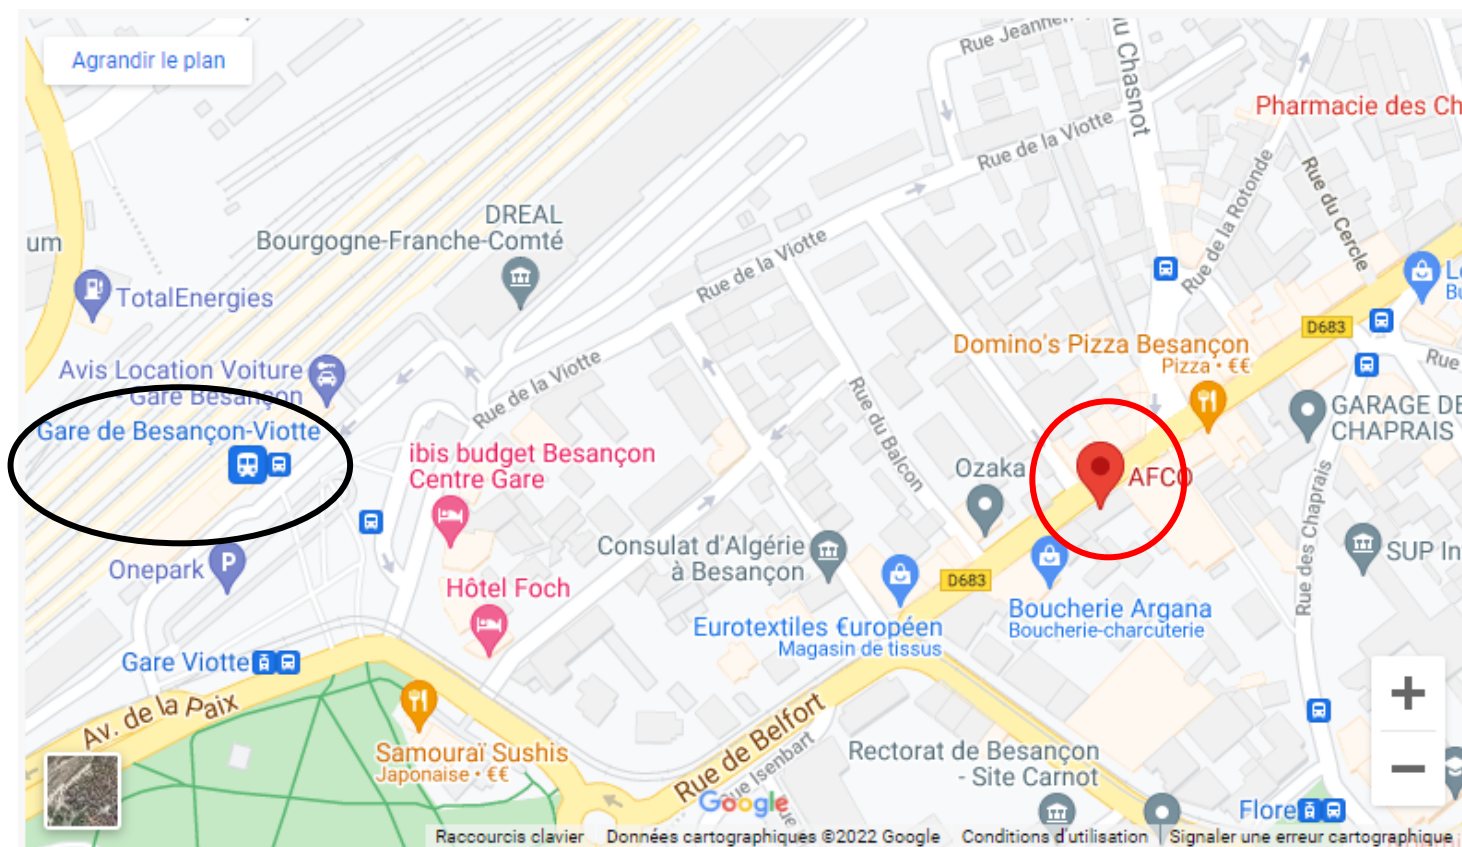 Agrandir le plan
Rue Jeannen
u Chasnot
Pharmacie des Ch
Rue de la Viotte
Rue de la Rotonde
Rue du Cercle
um
DREAL
Bourgogne-Franche-Comté
Rue de la Viotte
TotalEnergies
D683
Domino's Pizza Besançon
Pizza • €€
Rue
Avis Location Voiture
- Gare Besançon
Rue de la Viotte
Rue du Balcon
GARAGE DE
CHAPRAIS
Gare de Besançon-Viotte
ibis budget Besançon
Centre Gare
Ozaka
AFCO
Rue des Chaprais
Consulat d'Algérie
à Besançon
SUP In
Onepark
P
Hôtel Foch
D683
Boucherie Argana
Boucherie-charcuterie
Eurotextiles €uropéen
Magasin de tissus
Gare Viotte
Av. de la Paix
Samouraï Sushis
Japonaise • €€
Rue de Belfort
Rue Isenbart
Rectorat de Besançon
- Site Carnot
Google
Flore
Raccourcis clavier
Données cartographiques ©2022 Google
Conditions d'utilisation
Signaler une erreur cartographique